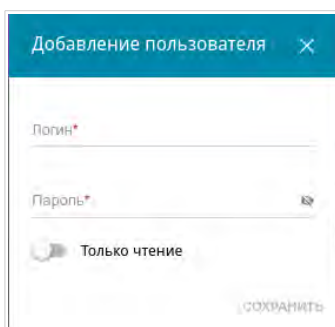 Добавление пользователя
Логин*
Пароль*
Только чтение
СОХРАНИТЬ